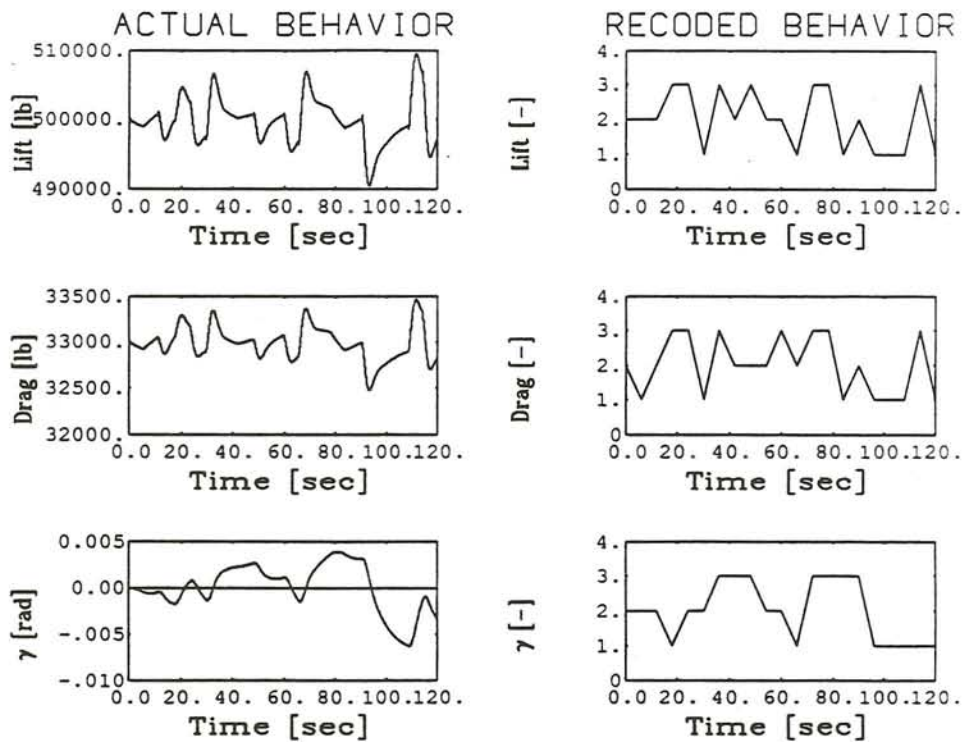 ACTUAL BEHAVIOR
RECODED BEHAVIOR
510000.
500000.
490000.
Lift [lb]
0.0 20. 40. 60. 80.100.120.
Time [sec]
4.
3.
2.
1.
0
Lift [-]
0.0 20. 40. 60. 80.100.120.
Time [sec]
33500.
33000.
32500.
32000.
Drag [lb]
0.0 20. 40. 60. 80.100.120.
Time [sec]
4.
3.
2.
1.
0
Drag [-]
0.0 20. 40. 60. 80.100.120.
Time [sec]
0.005
0.00
-.005
-.010
γ [rad]
0.0 20. 40. 60. 80.100.120.
Time [sec]
4.
3.
2.
1.
0
γ [-]
0.0 20. 40. 60. 80.100.120.
Time [sec]